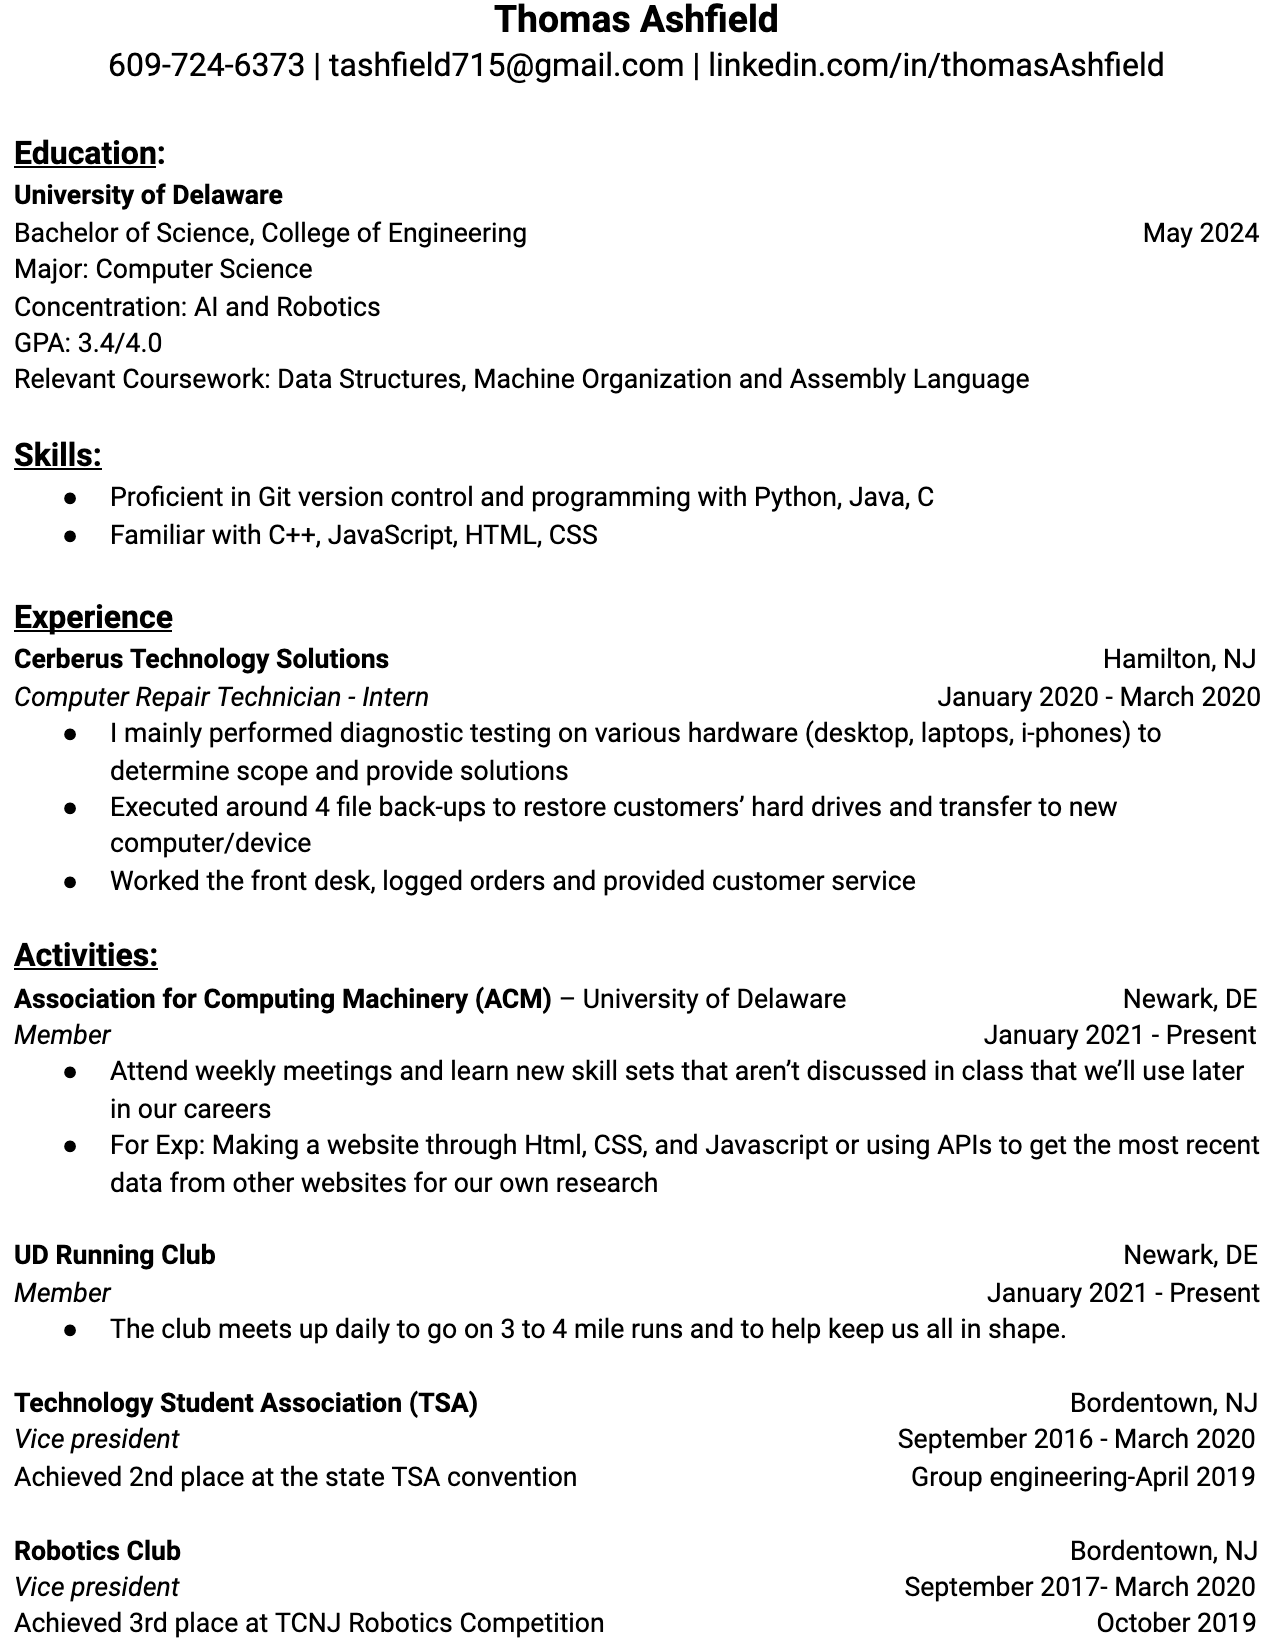 Thomas Ashfield
609-724-6373 | tashfield715@gmail.com | linkedin.com/in/thomasAshfield
Education:
University of Delaware
Bachelor of Science, College of Engineering May 2024
Major: Computer Science
Concentration: AI and Robotics
GPA: 3.4/4.0
Relevant Coursework: Data Structures, Machine Organization and Assembly Language
Skills:
● Proficient in Git version control and programming with Python, Java, C
● Familiar with C++, JavaScript, HTML, CSS
Experience
Cerberus Technology Solutions Hamilton, NJ
Computer Repair Technician - Intern January 2020 - March 2020
● I mainly performed diagnostic testing on various hardware (desktop, laptops, i-phones) to
determine scope and provide solutions
● Executed around 4 file back-ups to restore customers’ hard drives and transfer to new
computer/device
● Worked the front desk, logged orders and provided customer service
Activities:
Association for Computing Machinery (ACM) – University of Delaware Newark, DE
Member January 2021 - Present
● Attend weekly meetings and learn new skill sets that aren’t discussed in class that we’ll use later
in our careers
● For Exp: Making a website through Html, CSS, and Javascript or using APIs to get the most recent
data from other websites for our own research
UD Running Club Newark, DE
Member January 2021 - Present
● The club meets up daily to go on 3 to 4 mile runs and to help keep us all in shape.
Technology Student Association (TSA) Bordentown, NJ
Vice president September 2016 - March 2020
Achieved 2nd place at the state TSA convention Group engineering-April 2019
Robotics Club Bordentown, NJ
Vice president September 2017- March 2020
Achieved 3rd place at TCNJ Robotics Competition October 2019